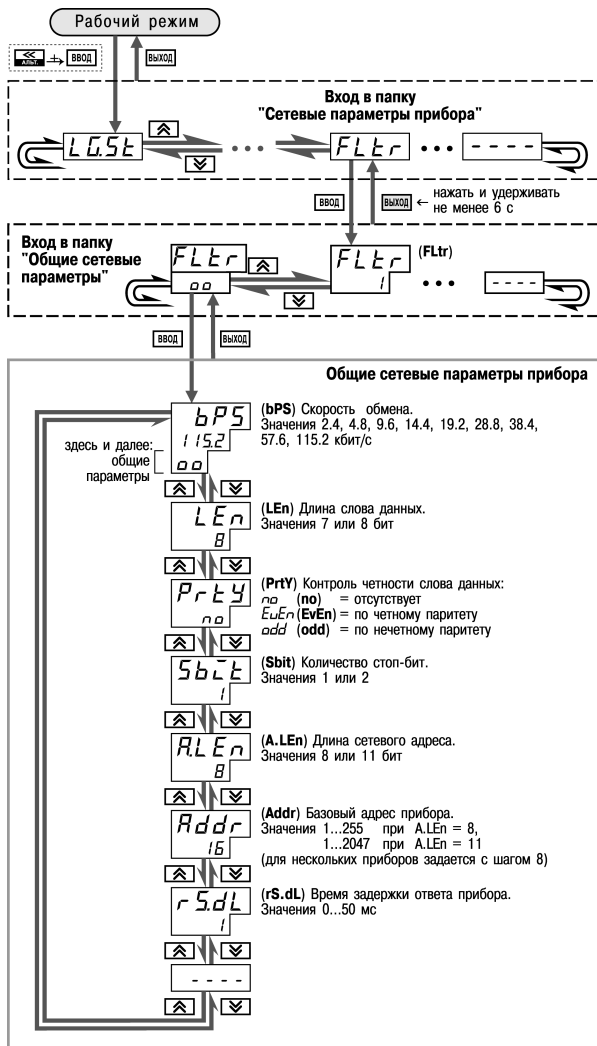 Рабочий режим
АЛЬТ.
ВВОД
ВЫХОД
Вход в папку
"Сетевые параметры прибора"
LG.St
• • •
FLtr
• • •
- - - -
ВВОД
ВЫХОД
нажать и удерживать
не менее 6 с
Вход в папку
"Общие сетевые
параметры"
FLtr
oo
FLtr
1
(FLtr)
• • •
- - - -
ВВОД
ВЫХОД
Общие сетевые параметры прибора
здесь и далее:
общие
параметры
bPS
115.2
oo
(bPS) Скорость обмена.
Значения 2.4, 4.8, 9.6, 14.4, 19.2, 28.8, 38.4,
57.6, 115.2 кбит/с
LEn
8
(LEn) Длина слова данных.
Значения 7 или 8 бит
PrtY
no
(PrtY) Контроль четности слова данных:
no (no) = отсутствует
EuEn (EvEn) = по четному паритету
odd (odd) = по нечетному паритету
Sbit
1
(Sbit) Количество стоп-бит.
Значения 1 или 2
A.LEn
8
(A.LEn) Длина сетевого адреса.
Значения 8 или 11 бит
Addr
16
(Addr) Базовый адрес прибора.
Значения 1...255 при A.LEn = 8,
1...2047 при A.LEn = 11
(для нескольких приборов задается с шагом 8)
rS.dL
1
(rS.dL) Время задержки ответа прибора.
Значения 0...50 мс
- - - -